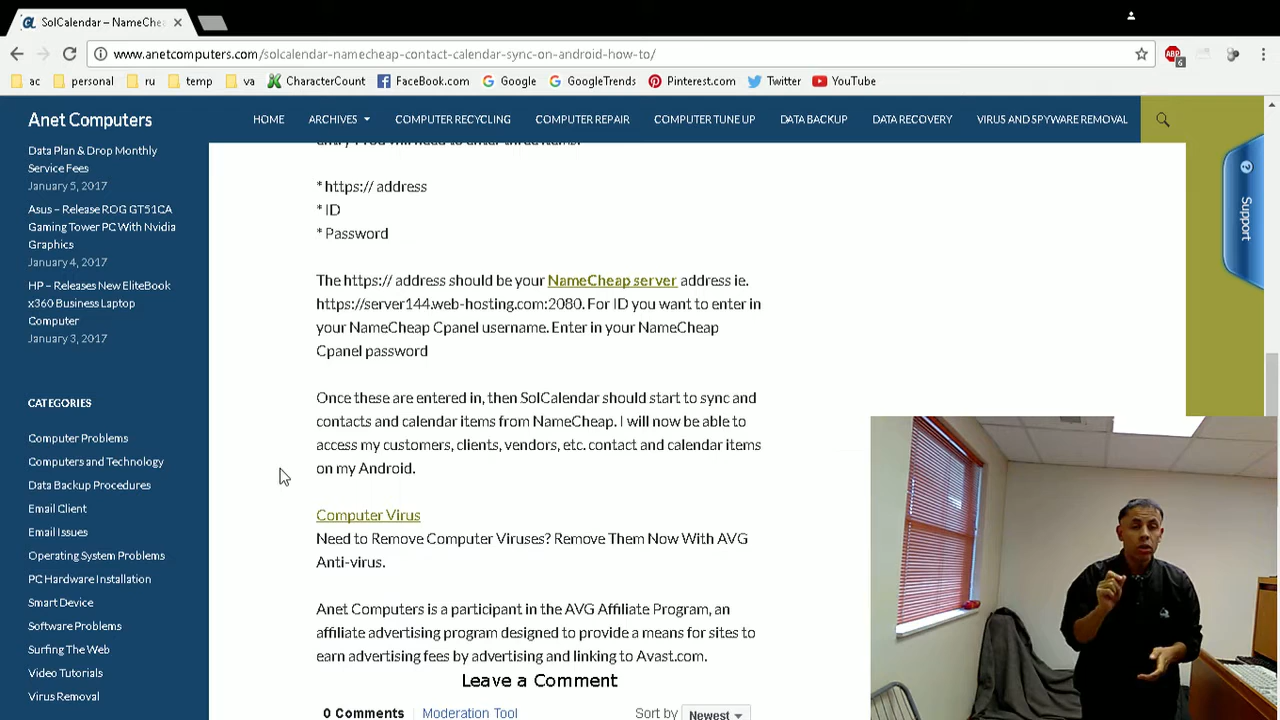 SolCalendar – NameChe
www.anetcomputers.com/solcalendar-namecheap-contact-calendar-sync-on-android-how-to/
ABP
6
ac
personal
ru
temp
va
CharacterCount
FaceBook.com
Google
GoogleTrends
Pinterest.com
Twitter
YouTube
Anet Computers
HOME
ARCHIVES
COMPUTER RECYCLING
COMPUTER REPAIR
COMPUTER TUNE UP
DATA BACKUP
DATA RECOVERY
VIRUS AND SPYWARE REMOVAL
Data Plan & Drop Monthly
Service Fees
January 5, 2017
Asus – Release ROG GT51CA
Gaming Tower PC With Nvidia
Graphics
January 4, 2017
HP – Releases New EliteBook
x360 Business Laptop
Computer
January 3, 2017
CATEGORIES
Computer Problems
Computers and Technology
Data Backup Procedures
Email Client
Email Issues
Operating System Problems
PC Hardware Installation
Smart Device
Software Problems
Surfing The Web
Video Tutorials
Virus Removal
* https:// address
* ID
* Password
The https:// address should be your NameCheap server address ie.
https://server144.web-hosting.com:2080. For ID you want to enter in
your NameCheap Cpanel username. Enter in your NameCheap
Cpanel password
Once these are entered in, then SolCalendar should start to sync and
contacts and calendar items from NameCheap. I will now be able to
access my customers, clients, vendors, etc. contact and calendar items
on my Android.
Computer Virus
Need to Remove Computer Viruses? Remove Them Now With AVG
Anti-virus.
Anet Computers is a participant in the AVG Affiliate Program, an
affiliate advertising program designed to provide a means for sites to
earn advertising fees by advertising and linking to Avast.com.
Leave a Comment
0 Comments
Moderation Tool
Sort by
Newest
Support